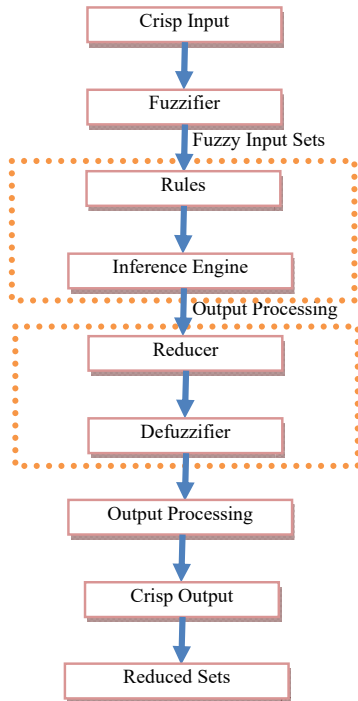 Crisp Input
Fuzzifier
Fuzzy Input Sets
Rules
Inference Engine
Output Processing
Reducer
Defuzzifier
Output Processing
Crisp Output
Reduced Sets